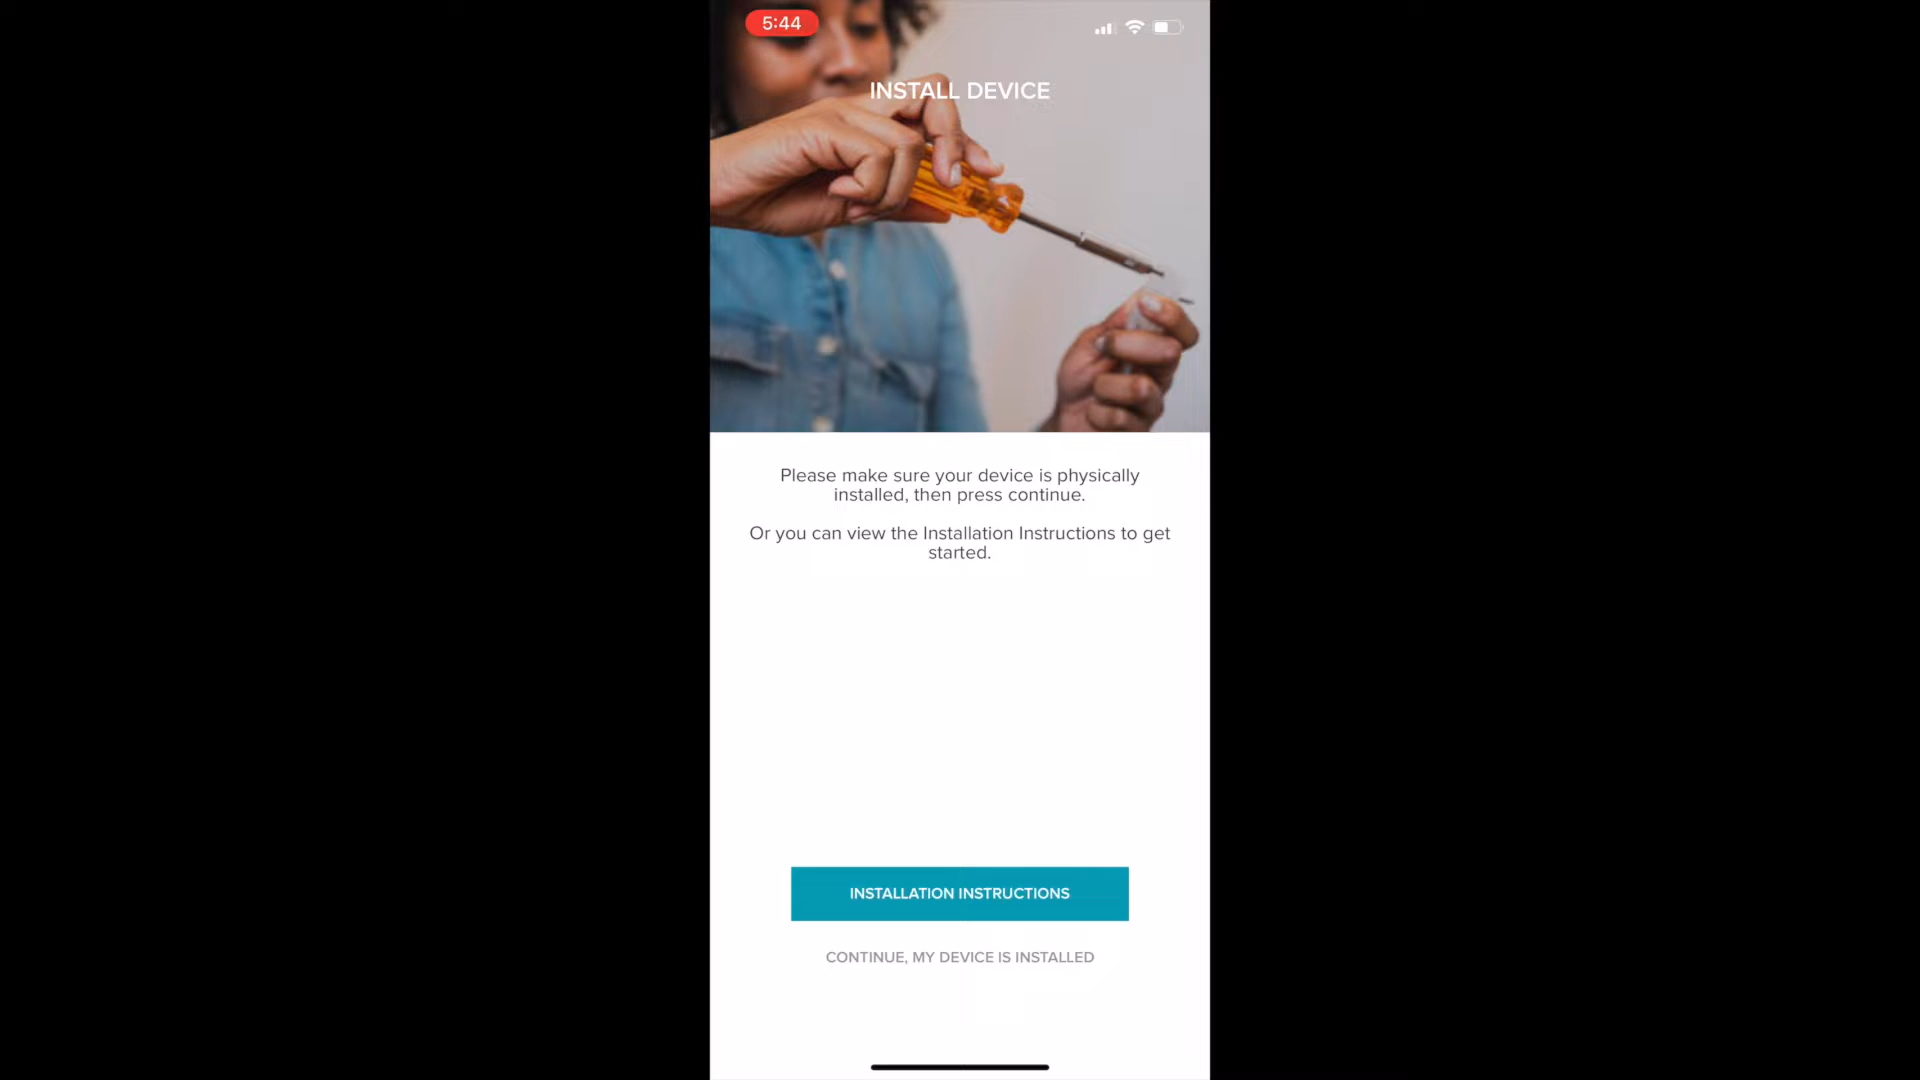 5:44
INSTALL DEVICE
Please make sure your device is physically
installed, then press continue.
Or you can view the Installation Instructions to get
started.
INSTALLATION INSTRUCTIONS
CONTINUE, MY DEVICE IS INSTALLED